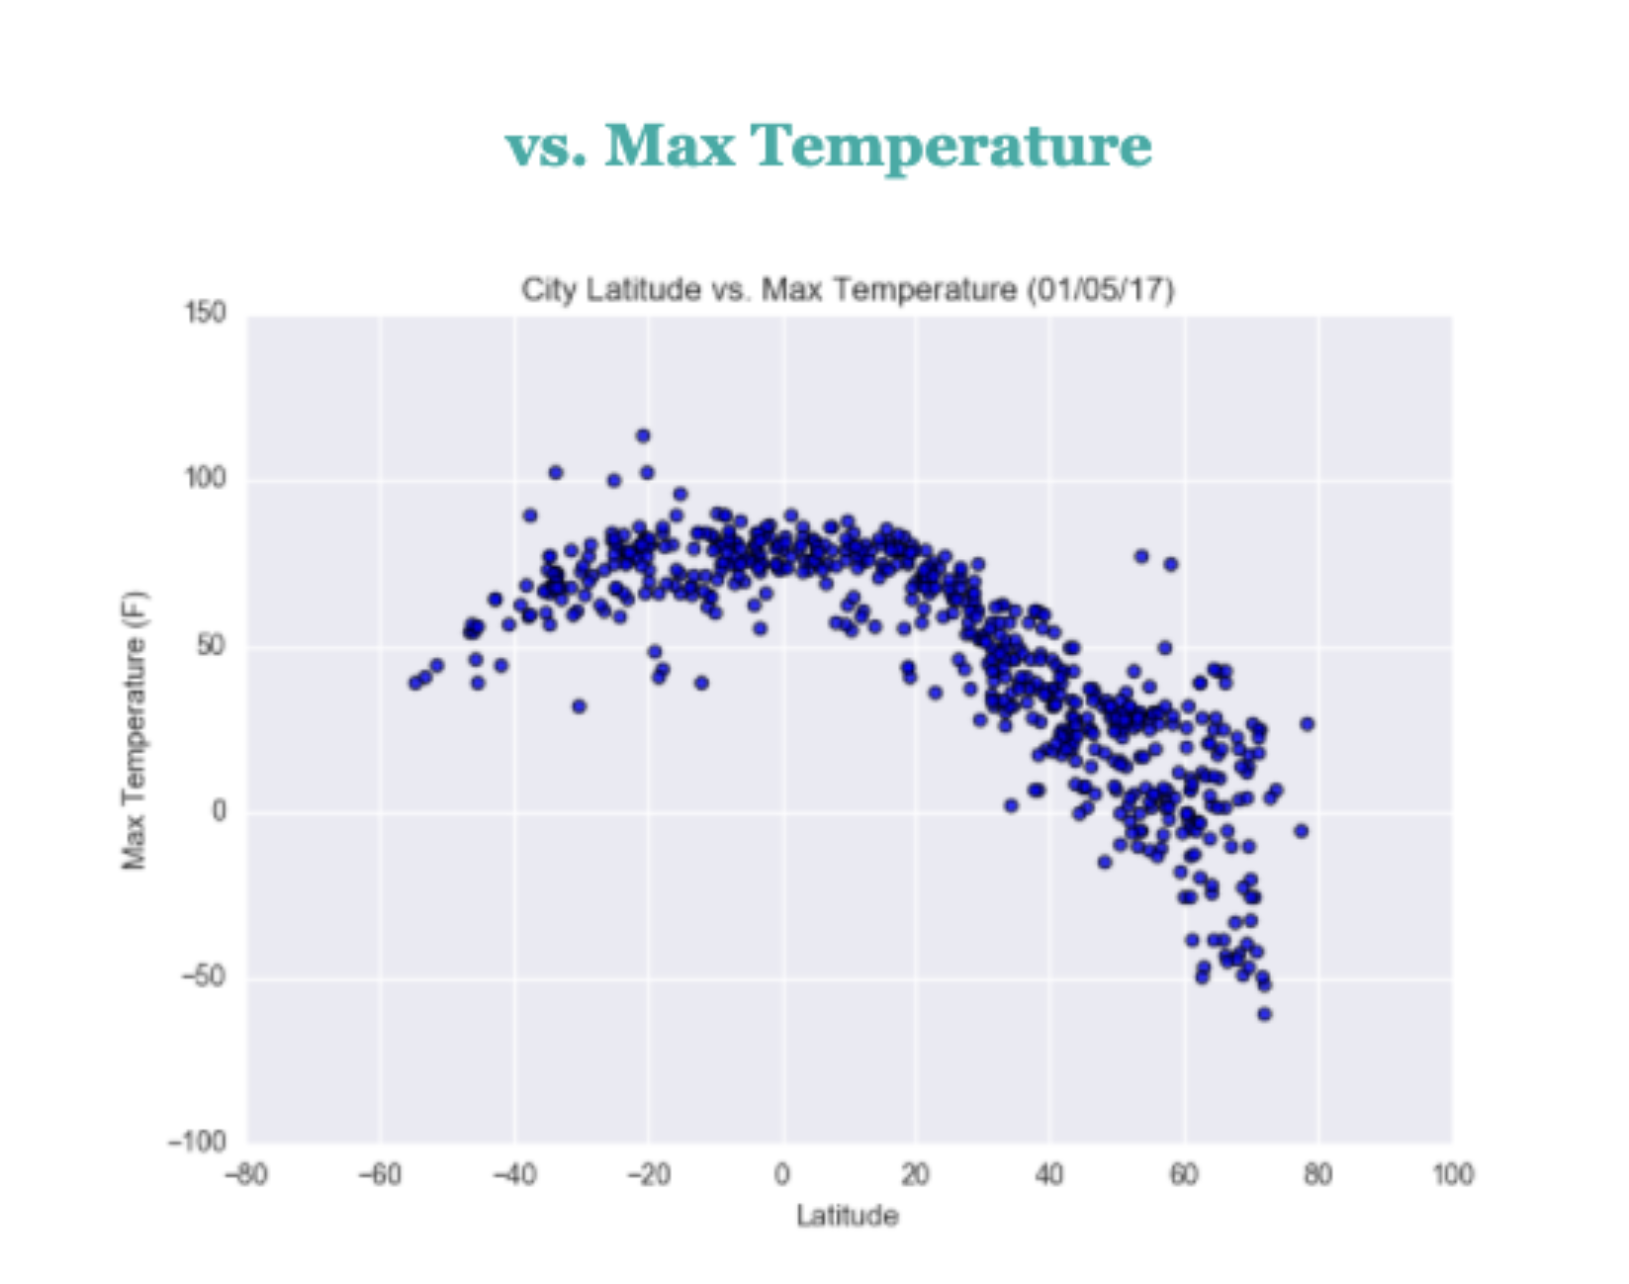 vs. Max Temperature
City Latitude vs. Max Temperature (01/05/17)
150
100
50
0
−50
−100
Max Temperature (F)
−80 −60 −40 −20 0 20 40 60 80 100
Latitude